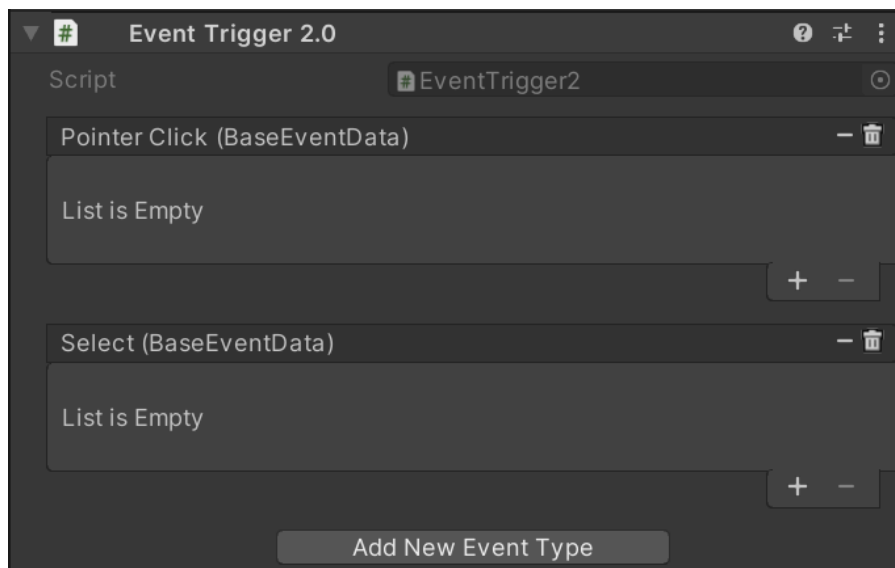 Event Trigger 2.0
Script EventTrigger2
Pointer Click (BaseEventData)
List is Empty
Select (BaseEventData)
List is Empty
Add New Event Type